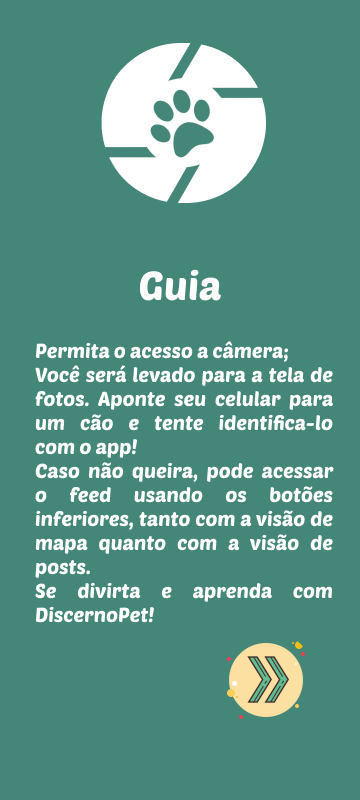 Guia
Permita o acesso a câmera;
Você será levado para a tela de
fotos. Aponte seu celular para
um cão e tente identifica-lo
com o app!
Caso não queira, pode acessar
o feed usando os botões
inferiores, tanto com a visão de
mapa quanto com a visão de
posts.
Se divirta e aprenda com
DiscernoPet!